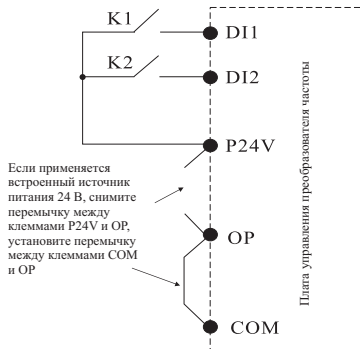 K1
DI1
K2
DI2
P24V
Если применяется
встроенный источник
питания 24 В, снимите
перемычку между
клеммами P24V и OP,
установите перемычку
между клеммами COM
и OP
OP
COM
Плата управления преобразователя частоты